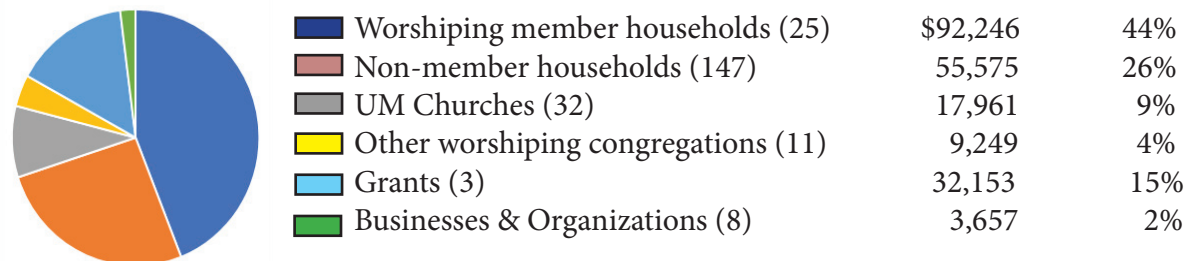 Worshiping member households (25) $92,246 44%
Non-member households (147) 55,575 26%
UM Churches (32) 17,961 9%
Other worshiping congregations (11) 9,249 4%
Grants (3) 32,153 15%
Businesses & Organizations (8) 3,657 2%